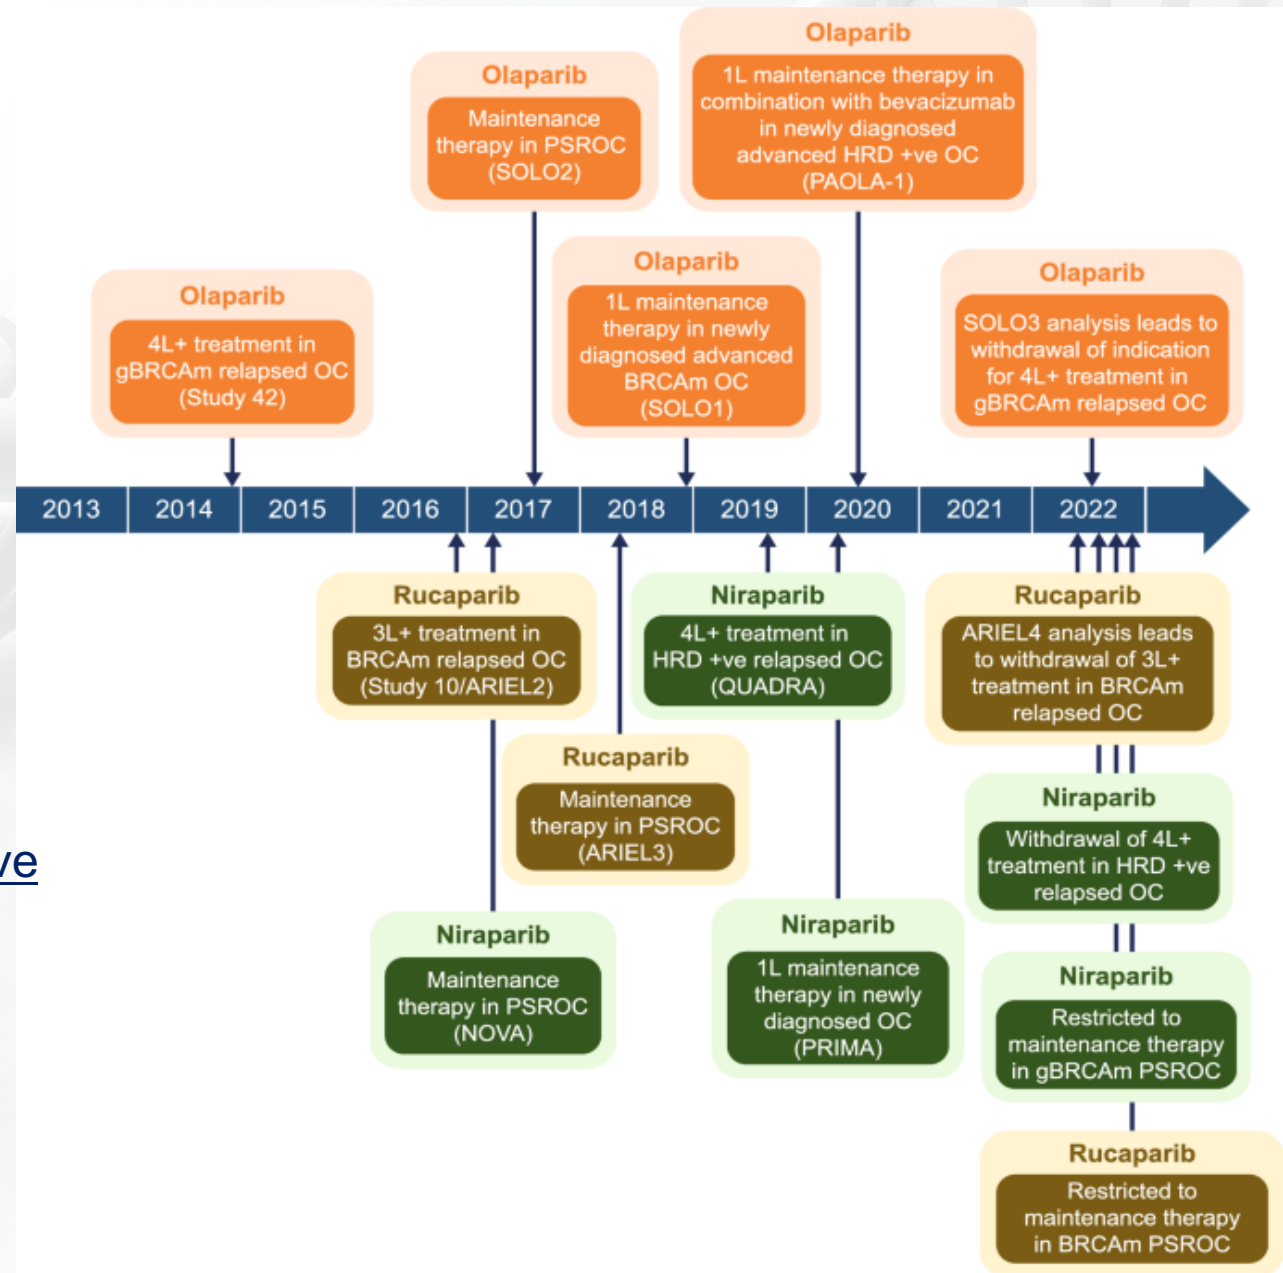 Olaparib
1L maintenance therapy in
combination with bevacizumab
in newly diagnosed
advanced HRD +ve OC
(PAOLA-1)
Olaparib
Maintenance
therapy in PSROC
(SOLO2)
Olaparib
1L maintenance
therapy in newly
diagnosed advanced
BRCAm OC
(SOLO1)
Olaparib
SOLO3 analysis leads to
withdrawal of indication
for 4L+ treatment in
gBRCAm relapsed OC
Olaparib
4L+ treatment in
gBRCAm relapsed OC
(Study 42)
2013 2014 2015 2016 2017 2018 2019 2020 2021 2022
Rucaparib
3L+ treatment in
BRCAm relapsed OC
(Study 10/ARIEL2)
Niraparib
4L+ treatment in
HRD +ve relapsed OC
(QUADRA)
Rucaparib
ARIEL4 analysis leads
to withdrawal of 3L+
treatment in BRCAm
relapsed OC
Rucaparib
Maintenance
therapy in PSROC
(ARIEL3)
Niraparib
Withdrawal of 4L+
treatment in HRD +ve
relapsed OC
ve
Niraparib
Maintenance
therapy in PSROC
(NOVA)
Niraparib
1L maintenance
therapy in newly
diagnosed OC
(PRIMA)
Niraparib
Restricted to
maintenance therapy
in gBRCAm PSROC
Rucaparib
Restricted to
maintenance therapy
in BRCAm PSROC